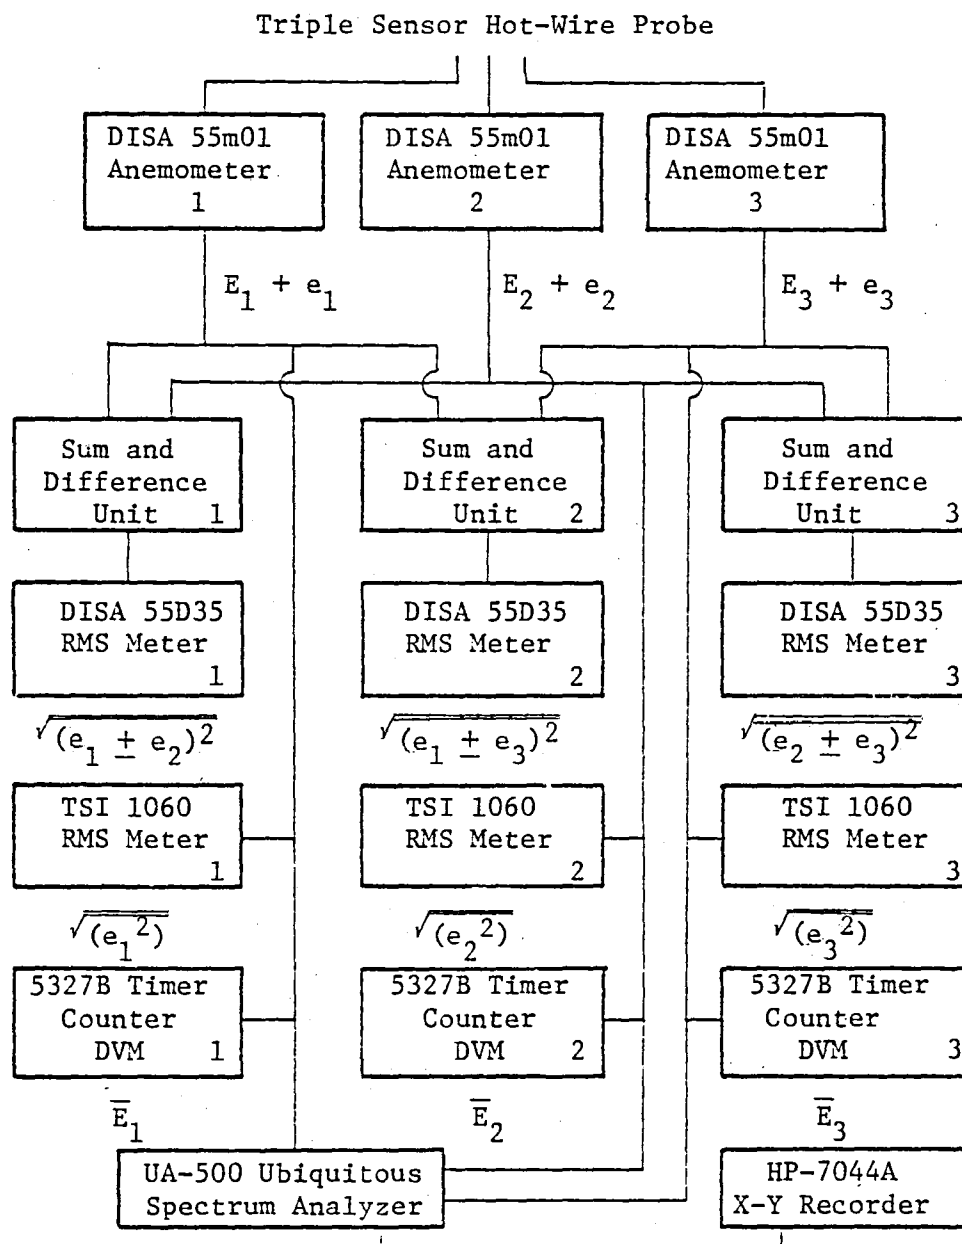 Triple Sensor Hot-Wire Probe
DISA 55m01
Anemometer
1
DISA 55m01
Anemometer
2
DISA 55m01
Anemometer
3
E₁ + e₁
E₂ + e₂
E₃ + e₃
Sum and
Difference
Unit 1
Sum and
Difference
Unit 2
Sum and
Difference
Unit 3
DISA 55D35
RMS Meter
1
DISA 55D35
RMS Meter
2
DISA 55D35
RMS Meter
3
√(e₁ ± e₂)²
√(e₁ ± e₃)²
√(e₂ ± e₃)²
TSI 1060
RMS Meter
1
TSI 1060
RMS Meter
2
TSI 1060
RMS Meter
3
√(e₁²)
√(e₂²)
√(e₃²)
5327B Timer
Counter
DVM 1
5327B Timer
Counter
DVM 2
5327B Timer
Counter
DVM 3
E̅₁
E̅₂
E̅₃
UA-500 Ubiquitous
Spectrum Analyzer
HP-7044A
X-Y Recorder